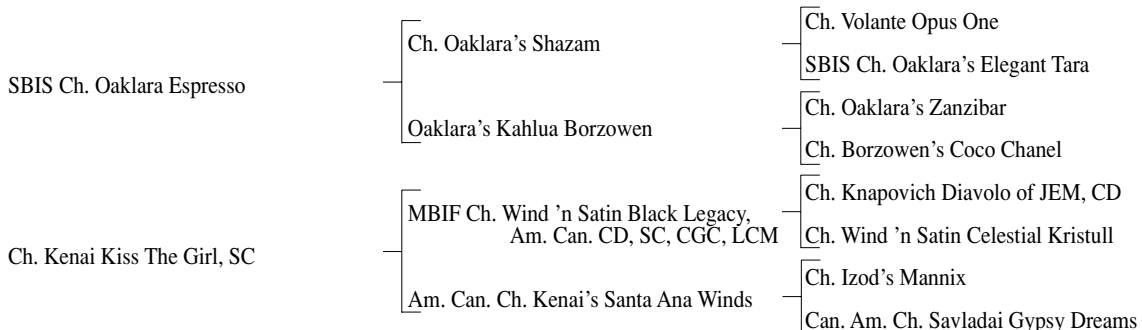 SBIS Ch. Oaklara Espresso
Ch. Oaklara’s Shazam
Ch. Volante Opus One
SBIS Ch. Oaklara’s Elegant Tara
Oaklara’s Kahlua Borzowen
Ch. Oaklara’s Zanzibar
Ch. Borzowen’s Coco Chanel
Ch. Kenai Kiss The Girl, SC
MBIF Ch. Wind ’n Satin Black Legacy,
Am. Can. CD, SC, CGC, LCM
Ch. Knapovich Diavolo of JEM, CD
Ch. Wind ’n Satin Celestial Kristull
Am. Can. Ch. Kenai’s Santa Ana Winds
Ch. Izod’s Mannix
Can. Am. Ch. Savladai Gypsy Dreams